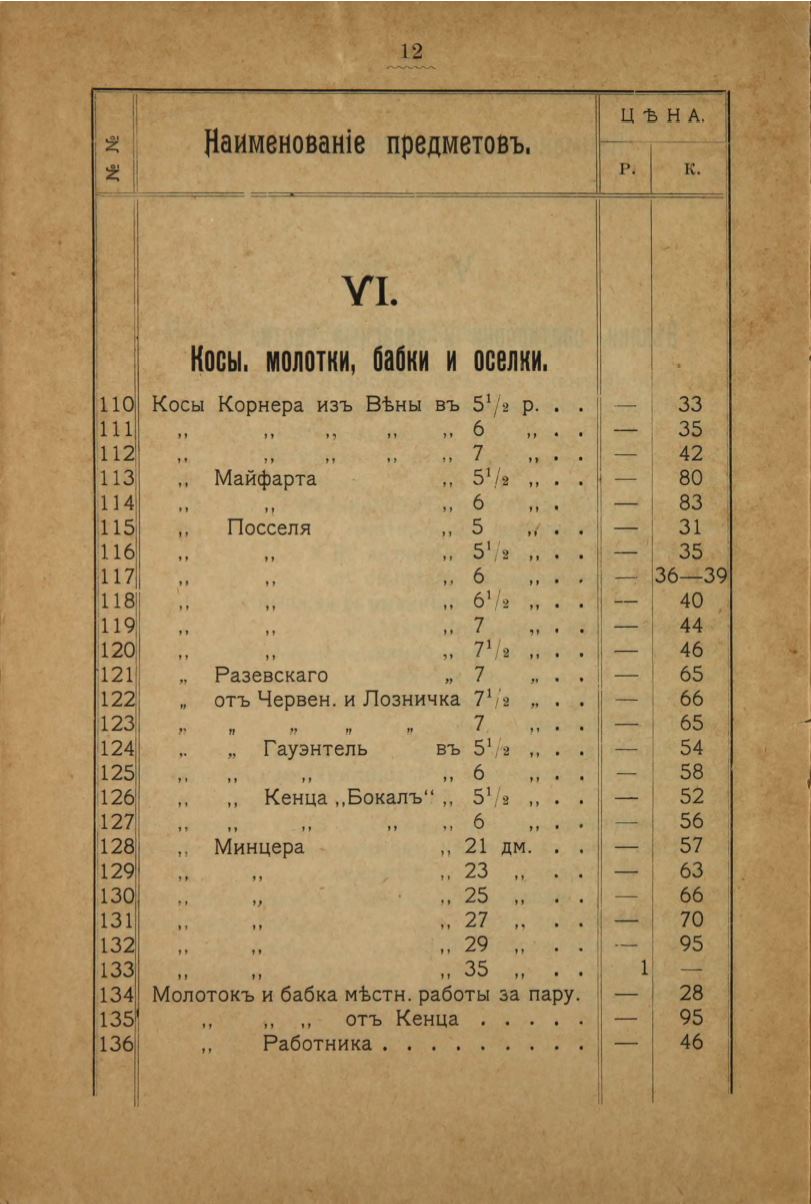 12
№ №
Наименованіе предметовъ.
ЦѢНА.
Р.
К.
VI.
Косы, молотки, бабки и оселки.
110 Косы Корнера изъ Вѣны въ 5¹/₂ р. . . — 33
111 ,, ,, ,, ,, ,, 6 ,, . . — 35
112 ,, ,, ,, ,, ,, 7 ,, . . — 42
113 ,, Майфарта ,, 5¹/₂ ,, . . — 80
114 ,, ,, ,, 6 ,, . — 83
115 ,, Посселя ,, 5 ,, . . — 31
116 ,, ,, ,, 5¹/₂ ,, . . — 35
117 ,, ,, ,, 6 ,, . . — 36—39
118 ,, ,, ,, 6¹/₂ ,, . . — 40
119 ,, ,, ,, 7 ,, . . — 44
120 ,, ,, ,, 7¹/₂ ,, . . — 46
121 „ Разевскаго „ 7 „ . . — 65
122 „ отъ Червен. и Лозничка 7¹/₂ „ . . — 66
123 „ „ „ „ „ 7 ,, . . — 65
124 ,, „ Гауэнтель въ 5¹/₂ ,, . . — 54
125 ,, ,, ,, ,, 6 ,, . . — 58
126 ,, ,, Кенца ,,Бокалъ“ ,, 5¹/₂ ,, . . — 52
127 ,, ,, ,, ,, ,, 6 ,, . . — 56
128 ,, Минцера ,, 21 дм. . . — 57
129 ,, ,, ,, 23 ,, . . — 63
130 ,, ,, ,, 25 ,, . . — 66
131 ,, ,, ,, 27 ,, . . — 70
132 ,, ,, ,, 29 ,, . . — 95
133 ,, ,, ,, 35 ,, . . 1 —
134 Молотокъ и бабка мѣстн. работы за пару. — 28
135 ,, ,, ,, отъ Кенца . . . . . — 95
136 ,, Работника . . . . . . . . . — 46